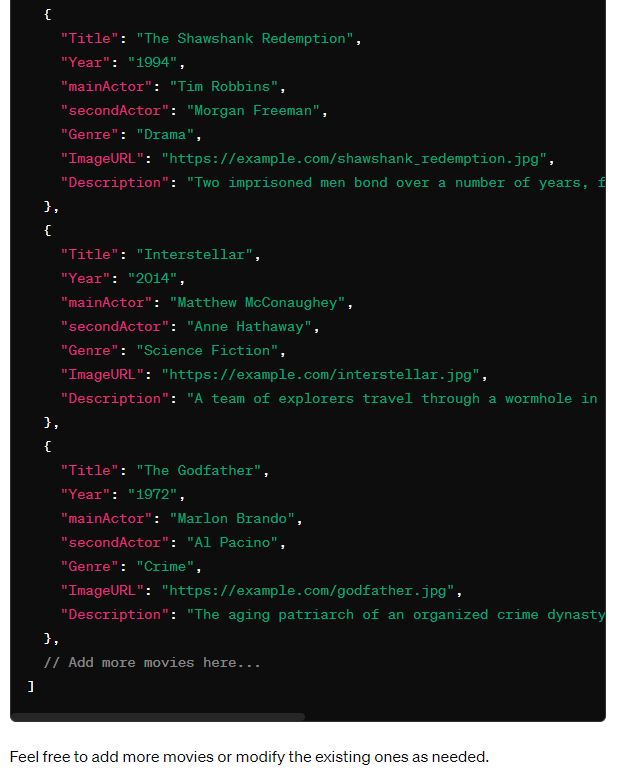 {
"Title": "The Shawshank Redemption",
"Year": "1994",
"mainActor": "Tim Robbins",
"secondActor": "Morgan Freeman",
"Genre": "Drama",
"ImageURL": "https://example.com/shawshank_redemption.jpg",
"Description": "Two imprisoned men bond over a number of years, f
},
{
"Title": "Interstellar",
"Year": "2014",
"mainActor": "Matthew McConaughey",
"secondActor": "Anne Hathaway",
"Genre": "Science Fiction",
"ImageURL": "https://example.com/interstellar.jpg",
"Description": "A team of explorers travel through a wormhole in
},
{
"Title": "The Godfather",
"Year": "1972",
"mainActor": "Marlon Brando",
"secondActor": "Al Pacino",
"Genre": "Crime",
"ImageURL": "https://example.com/godfather.jpg",
"Description": "The aging patriarch of an organized crime dynasty
},
// Add more movies here...
]
Feel free to add more movies or modify the existing ones as needed.